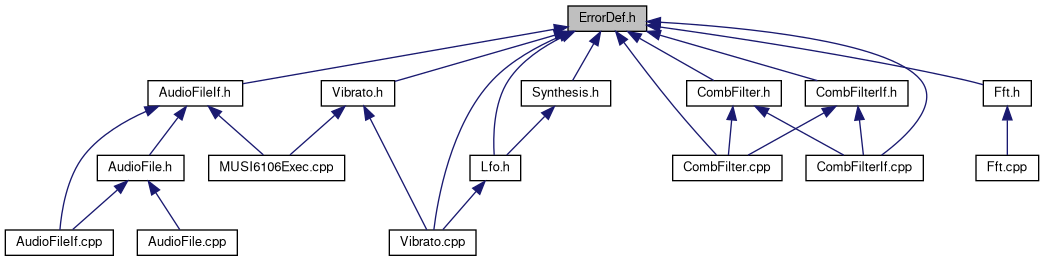 ErrorDef.h
AudioFileIf.h
Vibrato.h
Synthesis.h
CombFilter.h
CombFilterIf.h
Fft.h
AudioFile.h
MUSI6106Exec.cpp
Lfo.h
CombFilter.cpp
CombFilterIf.cpp
Fft.cpp
AudioFileIf.cpp
AudioFile.cpp
Vibrato.cpp